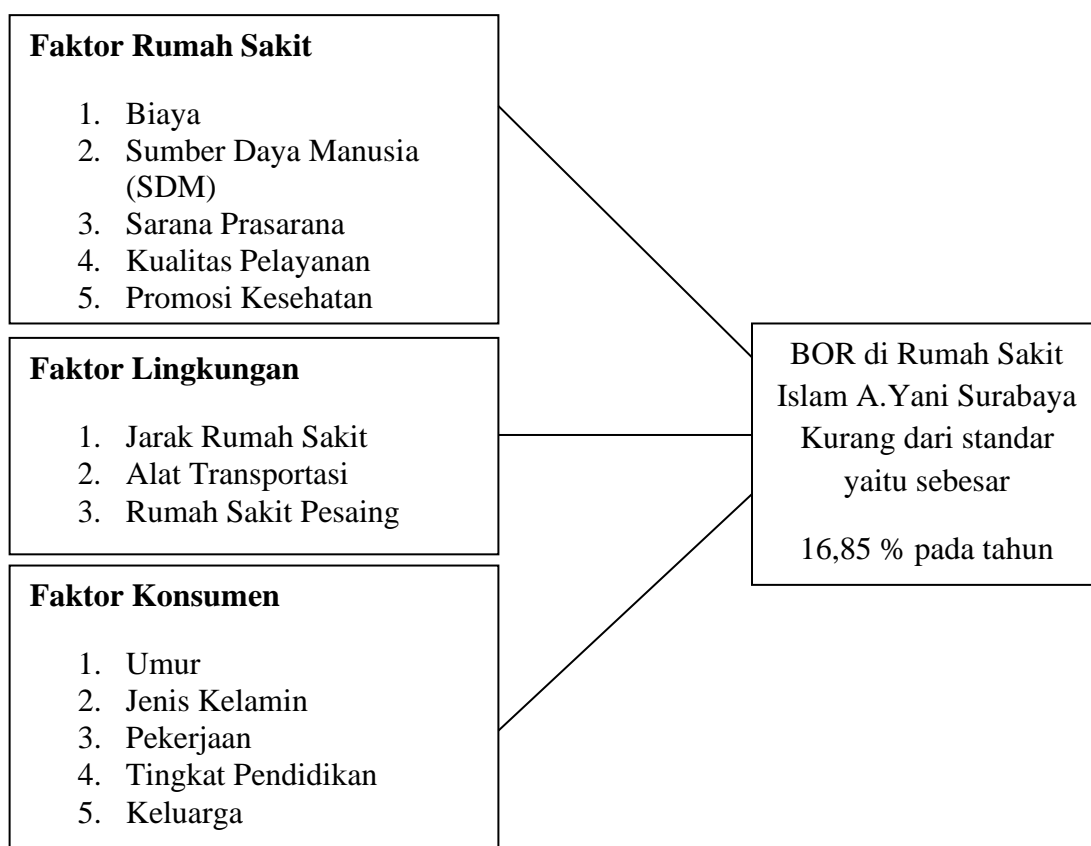 Faktor Rumah Sakit
1. Biaya
2. Sumber Daya Manusia
(SDM)
3. Sarana Prasarana
4. Kualitas Pelayanan
5. Promosi Kesehatan
Faktor Lingkungan
1. Jarak Rumah Sakit
2. Alat Transportasi
3. Rumah Sakit Pesaing
Faktor Konsumen
1. Umur
2. Jenis Kelamin
3. Pekerjaan
4. Tingkat Pendidikan
5. Keluarga
BOR di Rumah Sakit
Islam A.Yani Surabaya
Kurang dari standar
yaitu sebesar
16,85 % pada tahun